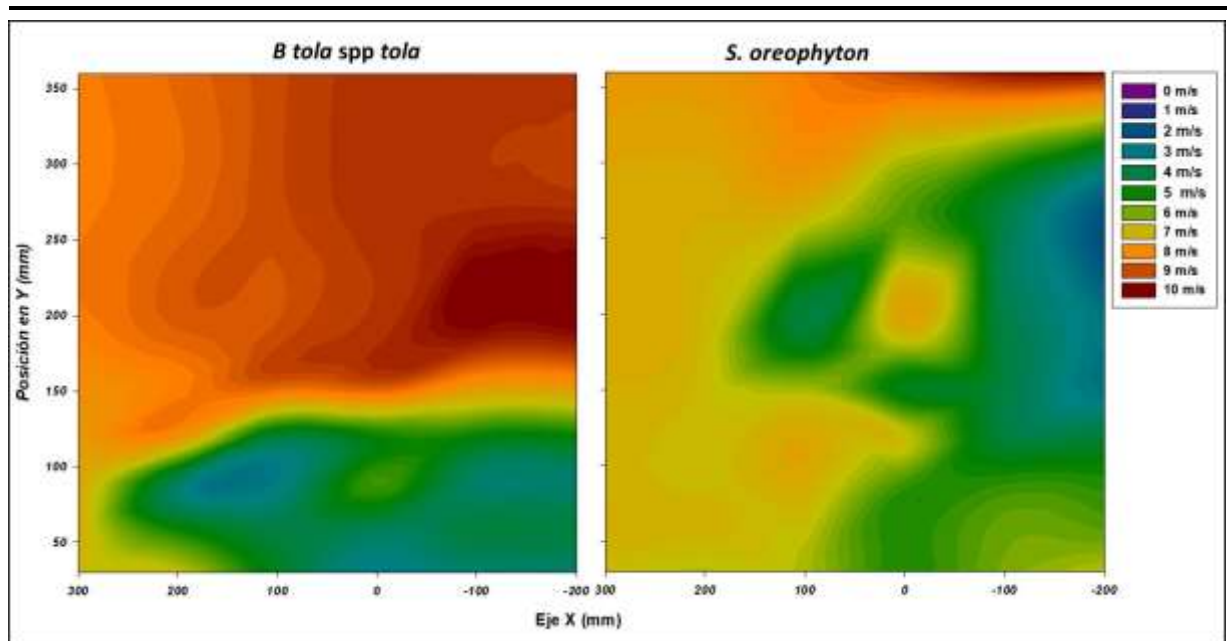 B tola spp tola
S. oreophyton
350
300
250
200
150
100
50
Posición en Y (mm)
300
200
100
0
-100
-200
300
200
100
0
-100
-200
Eje X (mm)
0 m/s
1 m/s
2 m/s
3 m/s
4 m/s
5 m/s
6 m/s
7 m/s
8 m/s
9 m/s
10 m/s